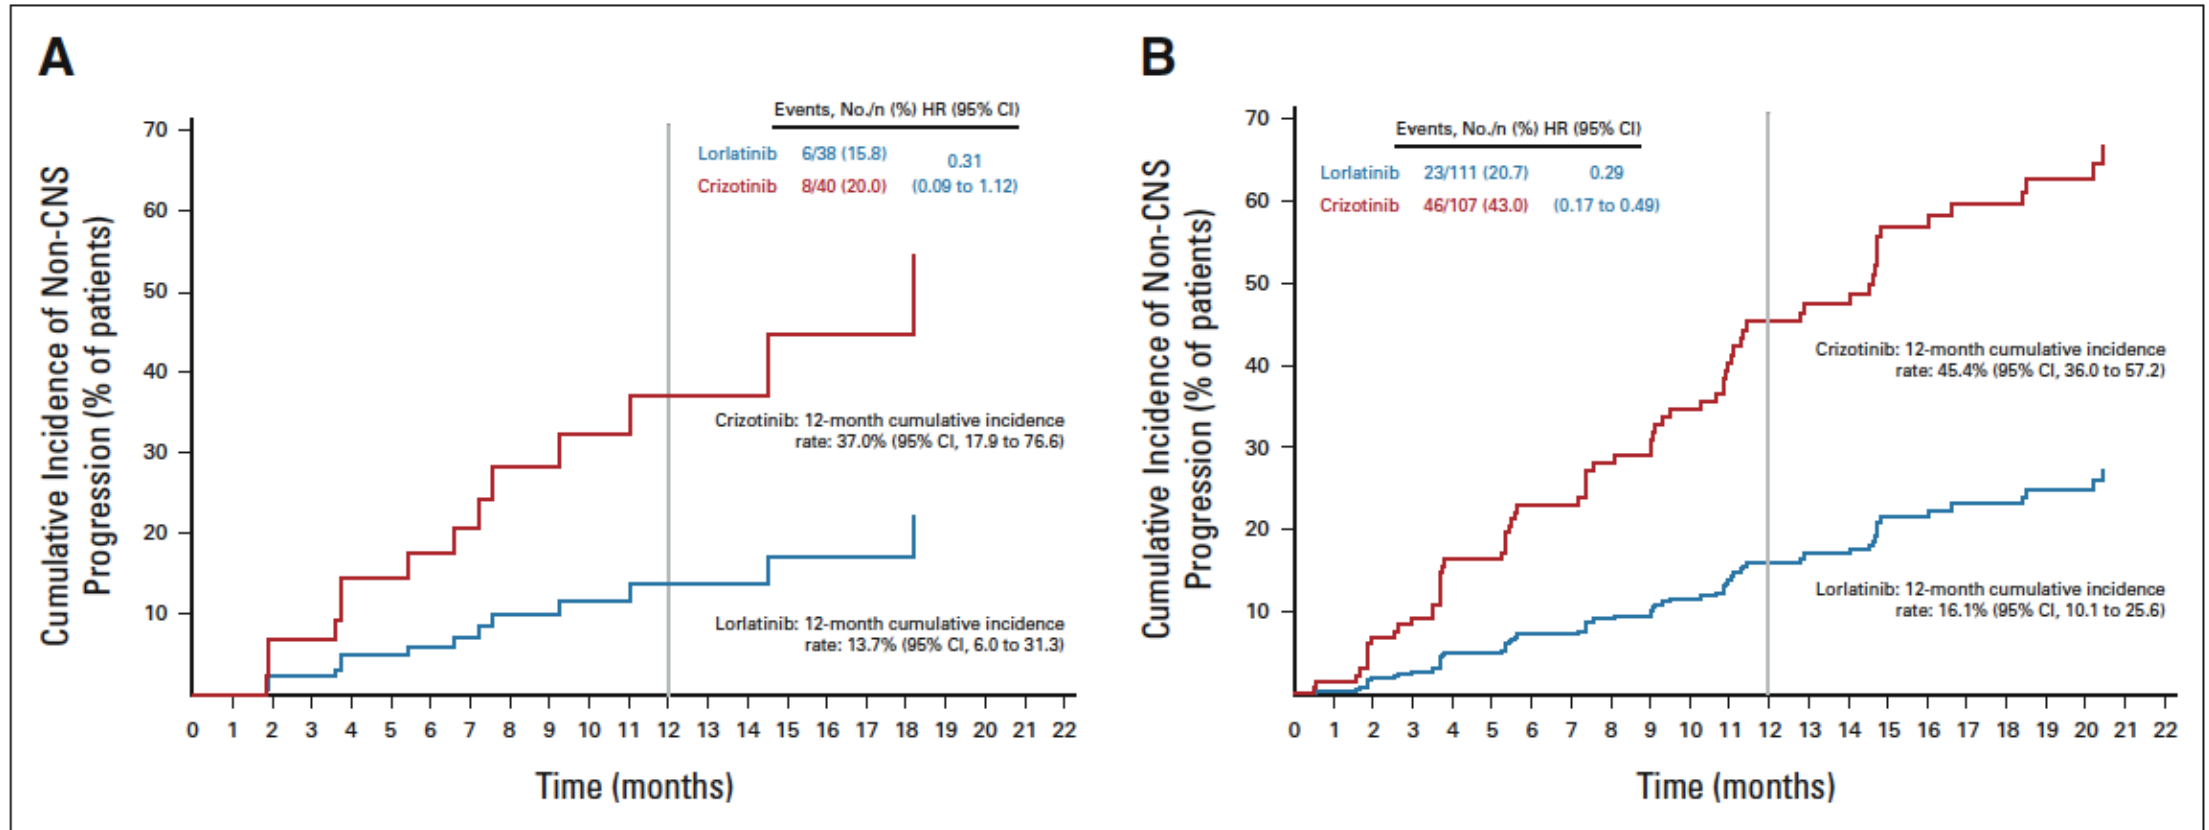 A
Cumulative Incidence of Non-CNS
Progression (% of patients)
70
60
50
40
30
20
10
Events, No./n (%) HR (95% CI)
Lorlatinib 6/38 (15.8) 0.31
Crizotinib 8/40 (20.0) (0.09 to 1.12)
Crizotinib: 12-month cumulative incidence
rate: 37.0% (95% CI, 17.9 to 76.6)
Lorlatinib: 12-month cumulative incidence
rate: 13.7% (95% CI, 6.0 to 31.3)
0 1 2 3 4 5 6 7 8 9 10 11 12 13 14 15 16 17 18 19 20 21 22
Time (months)
B
Cumulative Incidence of Non-CNS
Progression (% of patients)
70
60
50
40
30
20
10
Events, No./n (%) HR (95% CI)
Lorlatinib 23/111 (20.7) 0.29
Crizotinib 46/107 (43.0) (0.17 to 0.49)
Crizotinib: 12-month cumulative incidence
rate: 45.4% (95% CI, 36.0 to 57.2)
Lorlatinib: 12-month cumulative incidence
rate: 16.1% (95% CI, 10.1 to 25.6)
0 1 2 3 4 5 6 7 8 9 10 11 12 13 14 15 16 17 18 19 20 21 22
Time (months)